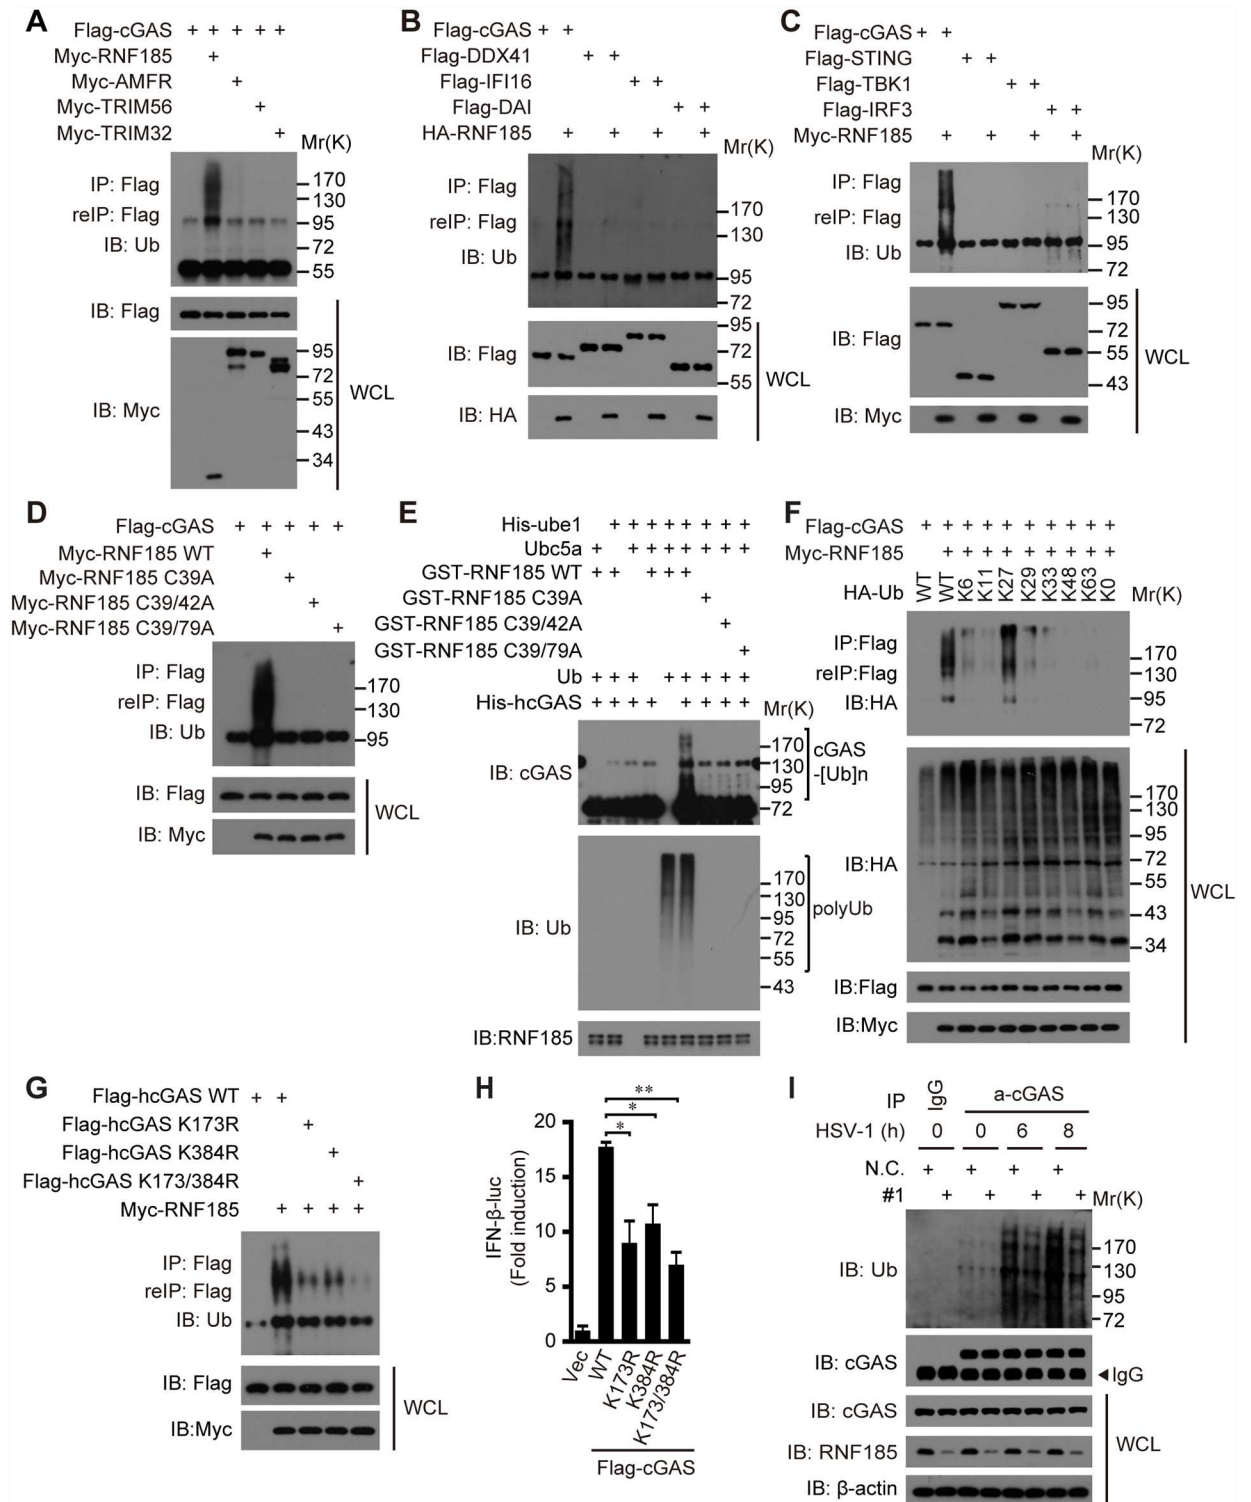 A
Flag-cGAS + + + + +
Myc-RNF185 +
Myc-AMFR +
Myc-TRIM56 +
Myc-TRIM32 +
Mr(K)
IP: Flag
reIP: Flag
IB: Ub
170
130
95
72
55
IB: Flag
IB: Myc
95
72
55
43
34
WCL
B
Flag-cGAS + +
Flag-DDX41 + +
Flag-IFI16 + +
Flag-DAI + +
HA-RNF185 + + + +
Mr(K)
IP: Flag
reIP: Flag
IB: Ub
170
130
95
72
IB: Flag
95
72
55
IB: HA
WCL
C
Flag-cGAS + +
Flag-STING + +
Flag-TBK1 + +
Flag-IRF3 + +
Myc-RNF185 + + + +
Mr(K)
IP: Flag
reIP: Flag
IB: Ub
170
130
95
72
IB: Flag
95
72
55
43
IB: Myc
WCL
D
Flag-cGAS + + + + +
Myc-RNF185 WT +
Myc-RNF185 C39A +
Myc-RNF185 C39/42A +
Myc-RNF185 C39/79A +
IP: Flag
reIP: Flag
IB: Ub
170
130
95
IB: Flag
IB: Myc
WCL
E
His-ube1 + + + + + + + +
Ubc5a + + + + + + + +
GST-RNF185 WT + + + + +
GST-RNF185 C39A +
GST-RNF185 C39/42A +
GST-RNF185 C39/79A +
Ub + + + + + + + +
His-hcGAS + + + + + + + +
Mr(K)
IB: cGAS
170
130
95
72
cGAS
-[Ub]n
IB: Ub
170
130
95
72
55
43
polyUb
IB:RNF185
F
Flag-cGAS + + + + + + + + + +
Myc-RNF185 + + + + + + + + +
HA-Ub WT WT K6 K11 K27 K29 K33 K48 K63 K0
Mr(K)
IP:Flag
reIP:Flag
IB:HA
170
130
95
72
IB:HA
170
130
95
72
55
43
34
IB:Flag
IB:Myc
WCL
G
Flag-hcGAS WT + +
Flag-hcGAS K173R +
Flag-hcGAS K384R +
Flag-hcGAS K173/384R +
Myc-RNF185 + + + +
IP: Flag
reIP: Flag
IB: Ub
IB: Flag
IB:Myc
WCL
H
IFN-β-luc
(Fold induction)
20
15
10
5
0
**
*
*
Vec
WT
K173R
K384R
K173/384R
Flag-cGAS
I
IP IgG a-cGAS
HSV-1 (h) 0 0 6 8
N.C. + + + +
#1 + + + +
Mr(K)
IB: Ub
170
130
95
72
IB: cGAS
IgG
IB: cGAS
IB: RNF185
IB: β-actin
WCL